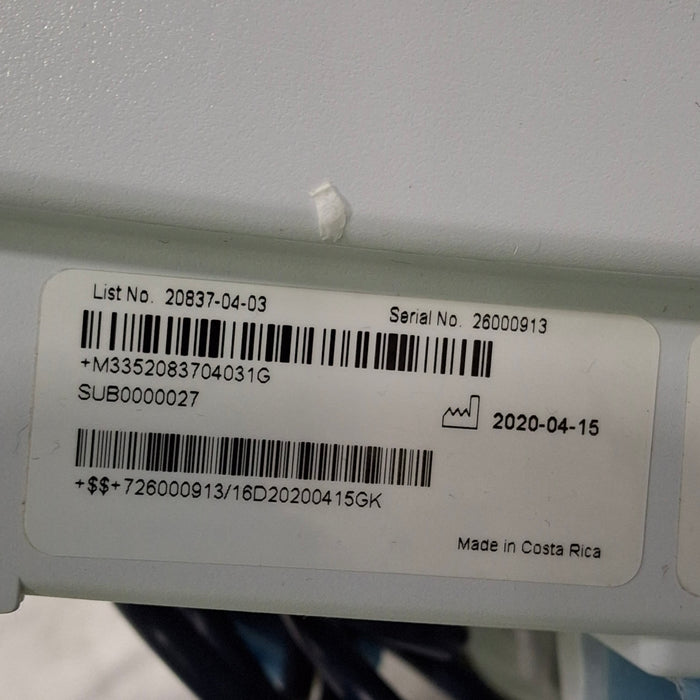 List No. 20837-04-03
Serial No. 26000913
+M3352083704031G
SUB0000027
2020-04-15
+$$+726000913/16D20200415GK
Made in Costa Rica